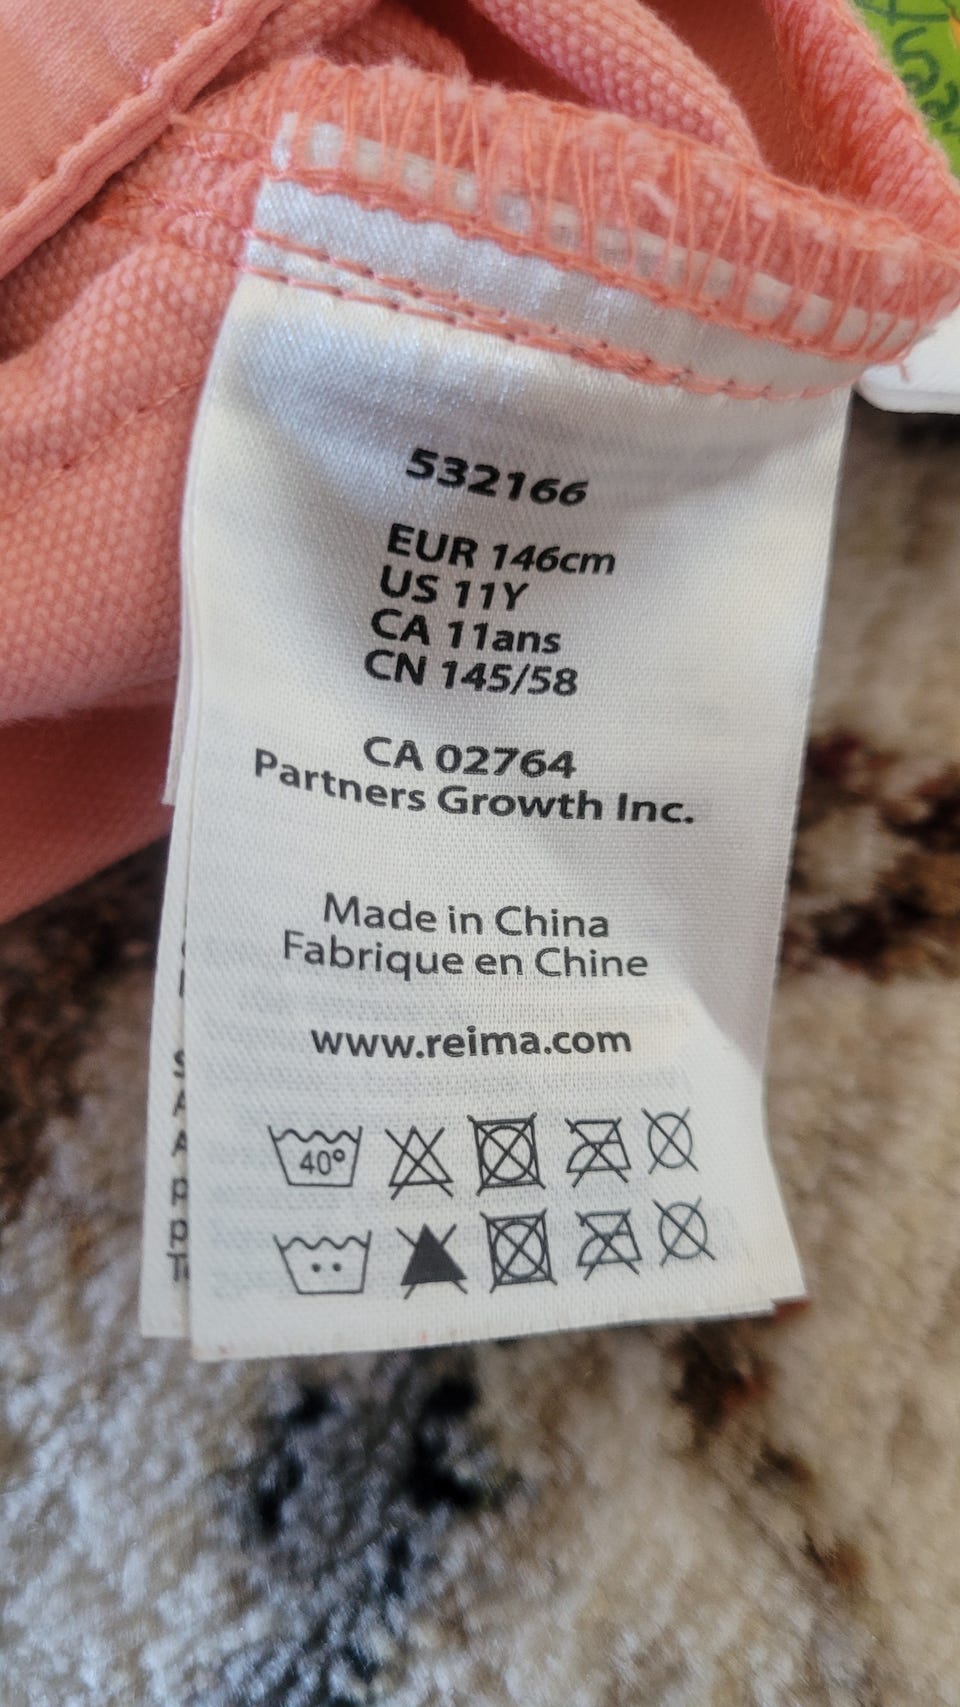 532166
EUR 146cm
US 11Y
CA 11ans
CN 145/58
CA 02764
Partners Growth Inc.
Made in China
Fabrique en Chine
www.reima.com
40°